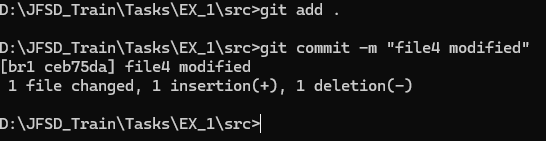 D:\JFSD_Train\Tasks\EX_1\src>git add .
D:\JFSD_Train\Tasks\EX_1\src>git commit -m "file4 modified"
[br1 ceb75da] file4 modified
 1 file changed, 1 insertion(+), 1 deletion(-)
D:\JFSD_Train\Tasks\EX_1\src>